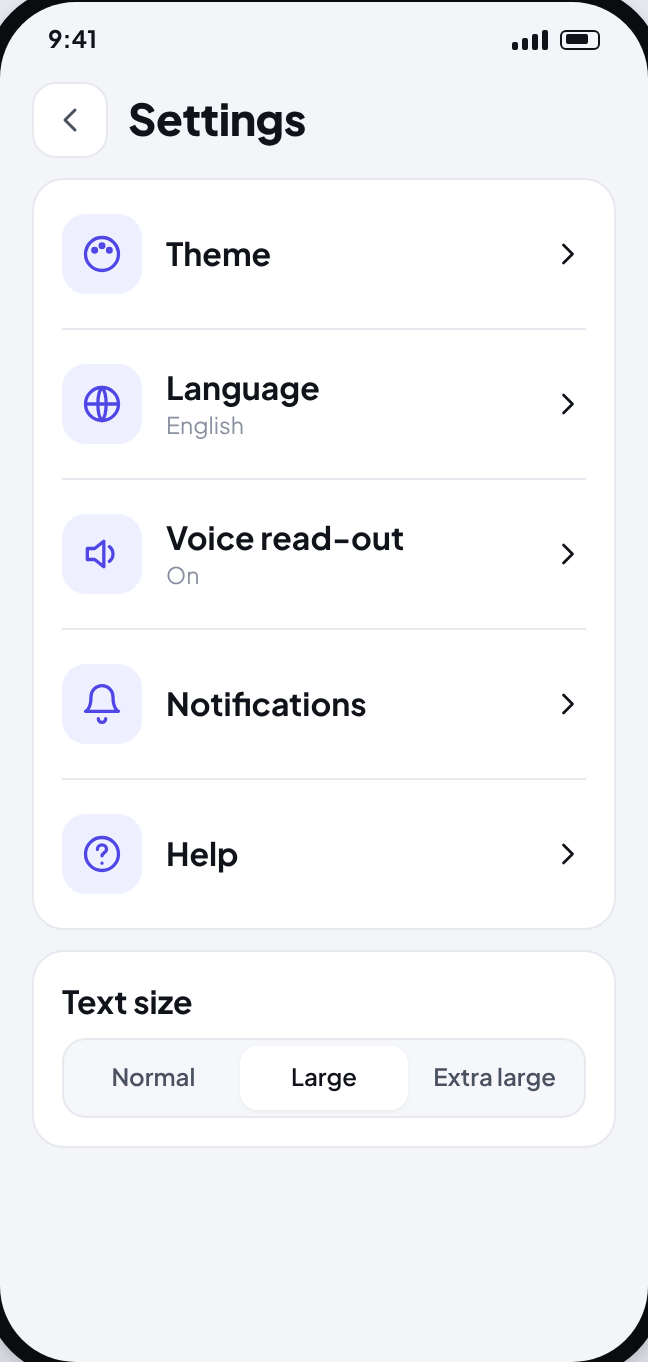 9:41
Settings
Theme
Language
English
Voice read-out
On
Notifications
Help
Text size
Normal
Large
Extra large